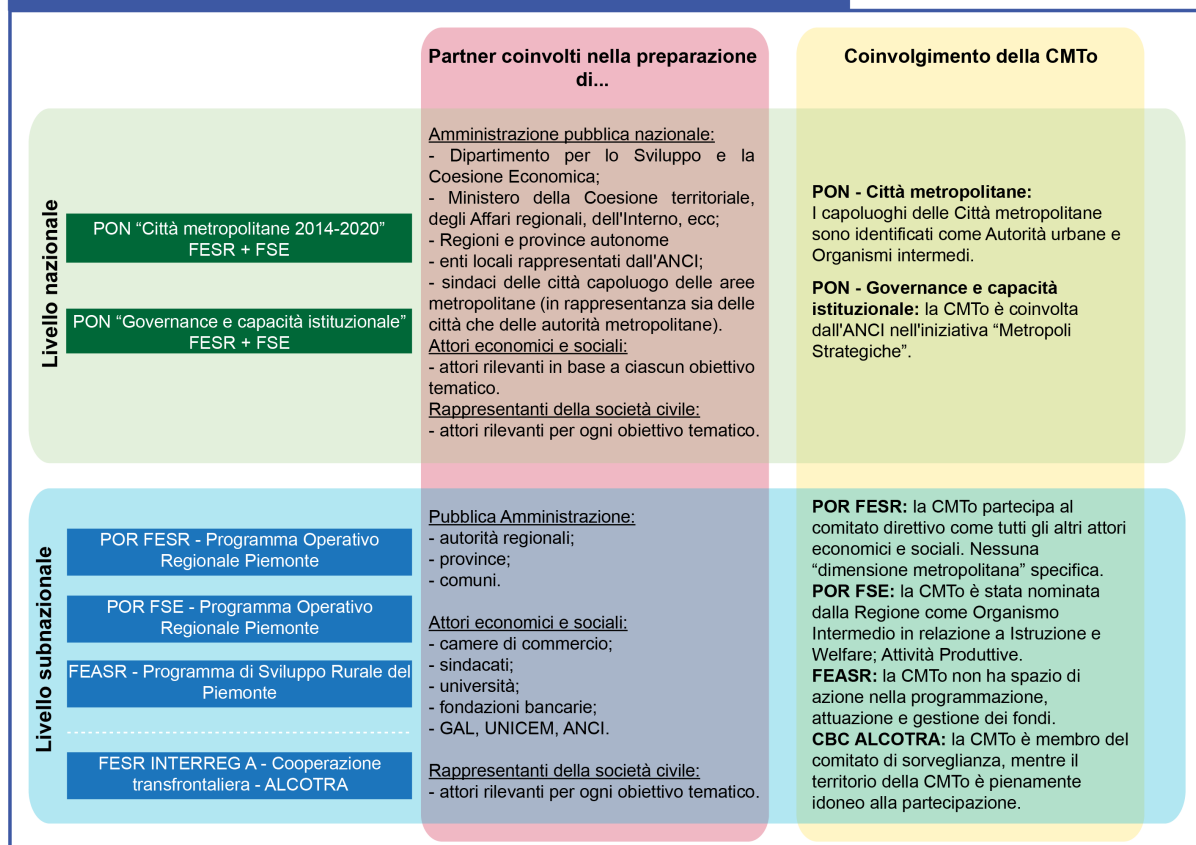 Partner coinvolti nella preparazione
di...
Coinvolgimento della CMTo
Livello nazionale
PON “Città metropolitane 2014-2020”
FESR + FSE
PON “Governance e capacità istituzionale”
FESR + FSE
Amministrazione pubblica nazionale:
- Dipartimento per lo Sviluppo e la
Coesione Economica;
- Ministero della Coesione territoriale,
degli Affari regionali, dell'Interno, ecc;
- Regioni e province autonome
- enti locali rappresentati dall'ANCI;
- sindaci delle città capoluogo delle aree
metropolitane (in rappresentanza sia delle
città che delle autorità metropolitane).
Attori economici e sociali:
- attori rilevanti in base a ciascun obiettivo
tematico.
Rappresentanti della società civile:
- attori rilevanti per ogni obiettivo tematico.
PON - Città metropolitane:
I capoluoghi delle Città metropolitane
sono identificati come Autorità urbane e
Organismi intermedi.
PON - Governance e capacità
istituzionale: la CMTo è coinvolta
dall'ANCI nell'iniziativa “Metropoli
Strategiche”.
Livello subnazionale
POR FESR - Programma Operativo
Regionale Piemonte
POR FSE - Programma Operativo
Regionale Piemonte
FEASR - Programma di Sviluppo Rurale del
Piemonte
FESR INTERREG A - Cooperazione
transfrontaliera - ALCOTRA
Pubblica Amministrazione:
- autorità regionali;
- province;
- comuni.
Attori economici e sociali:
- camere di commercio;
- sindacati;
- università;
- fondazioni bancarie;
- GAL, UNICEM, ANCI.
Rappresentanti della società civile:
- attori rilevanti per ogni obiettivo tematico.
POR FESR: la CMTo partecipa al
comitato direttivo come tutti gli altri attori
economici e sociali. Nessuna
“dimensione metropolitana” specifica.
POR FSE: la CMTo è stata nominata
dalla Regione come Organismo
Intermedio in relazione a Istruzione e
Welfare; Attività Produttive.
FEASR: la CMTo non ha spazio di
azione nella programmazione,
attuazione e gestione dei fondi.
CBC ALCOTRA: la CMTo è membro del
comitato di sorveglianza, mentre il
territorio della CMTo è pienamente
idoneo alla partecipazione.